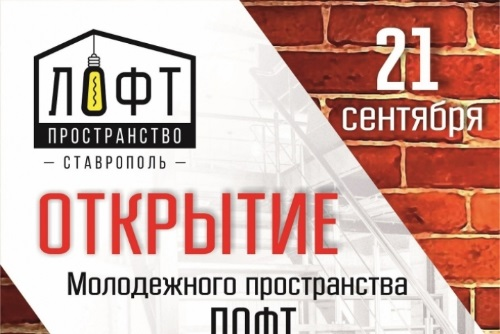 ЛОФТ
ПРОСТРАНСТВО
– СТАВРОПОЛЬ –
21
сентября
ОТКРЫТИЕ
Молодежного пространства
ЛОФТ